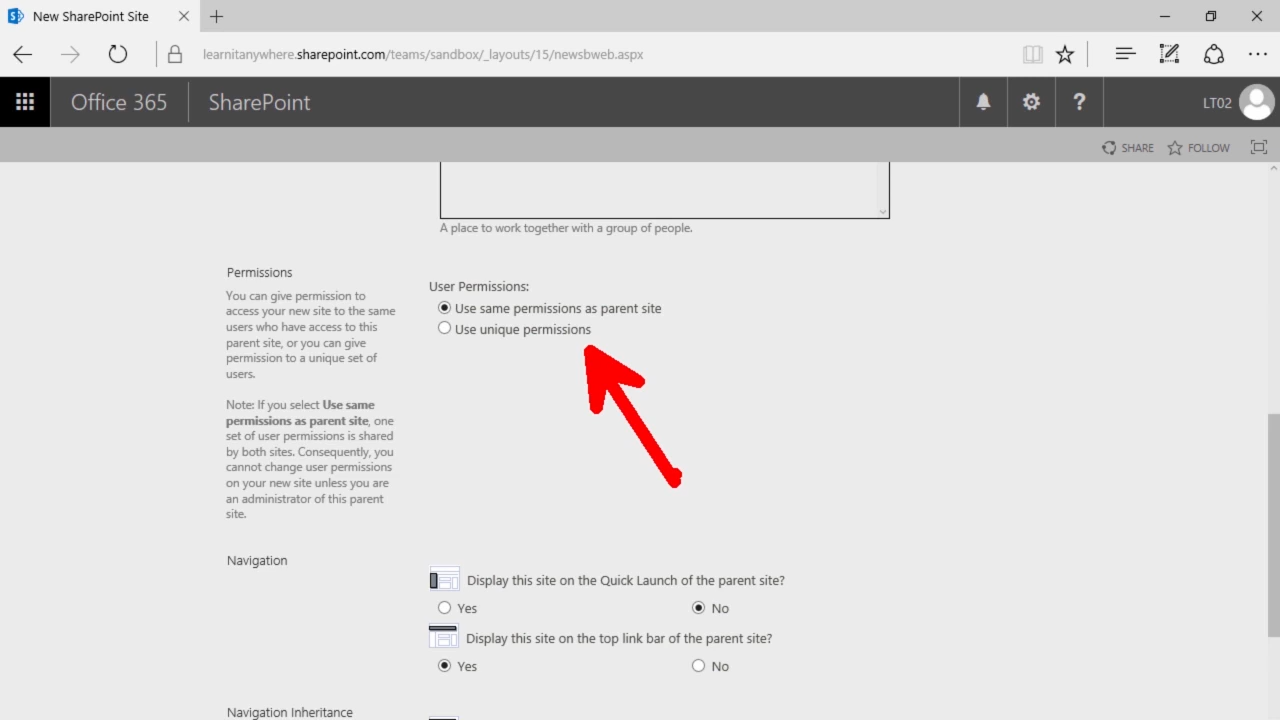 New SharePoint Site
learnitanywhere.sharepoint.com/teams/sandbox/_layouts/15/newsbweb.aspx
Office 365
SharePoint
?
LT02
SHARE
FOLLOW
A place to work together with a group of people.
Permissions
You can give permission to
access your new site to the same
users who have access to this
parent site, or you can give
permission to a unique set of
users.
Note: If you select Use same
permissions as parent site, one
set of user permissions is shared
by both sites. Consequently, you
cannot change user permissions
on your new site unless you are
an administrator of this parent
site.
User Permissions:
Use same permissions as parent site
Use unique permissions
Navigation
Display this site on the Quick Launch of the parent site?
Yes
No
Display this site on the top link bar of the parent site?
Yes
No
Navigation Inheritance